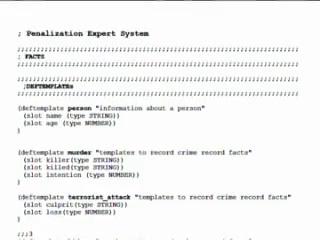 ; Penalization Expert System
;;;;;;;;;;;;;;;;;;;;;;;;;;;;;;;;;;;;;;;;;;;;;;;;;;;;;;;;;;;;;;
; FACTS
;;;;;;;;;;;;;;;;;;;;;;;;;;;;;;;;;;;;;;;;;;;;;;;;;;;;;;;;;;;;;;
;;;;;;;;;;;;;;;;;;;;;;;;;;;;;;;;;;;;;;;;;;;;;;;;;;;;;;;;;;;;;;
;DEFTEMPLATEs
;;;;;;;;;;;;;;;;;;;;;;;;;;;;;;;;;;;;;;;;;;;;;;;;;;;;;;;;;;;;;;
(deftemplate person "information about a person"
(slot name (type STRING))
(slot age (type NUMBER))
)
(deftemplate murder "templates to record crime record facts"
(slot killer(type STRING))
(slot killed(type STRING))
(slot intention (type NUMBER))
)
(deftemplate terrorist_attack "templates to record crime record facts"
(slot culprit(type STRING))
(slot loss(type NUMBER))
)
;;;3